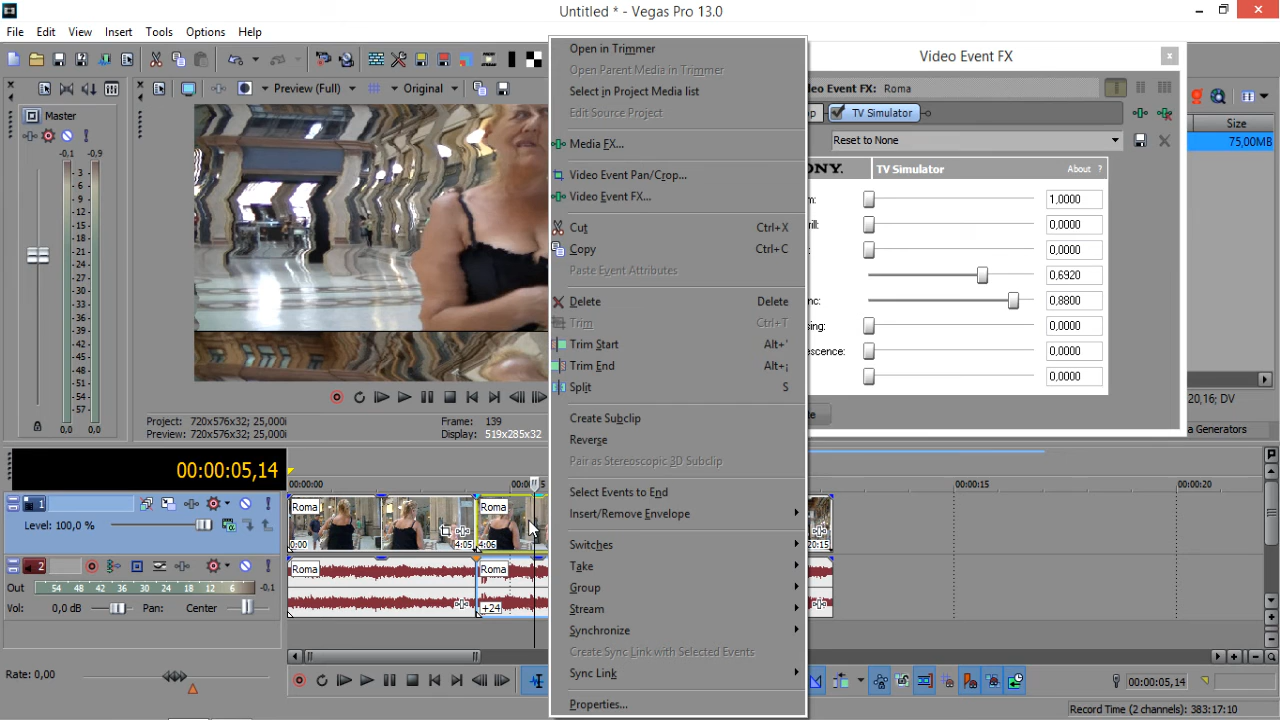 Untitled * - Vegas Pro 13.0
File Edit View Insert Tools Options Help
Video Event FX
Master
-0.1 -0.9
3
6
9
12
15
18
21
24
27
30
33
36
39
42
45
48
51
54
57
0.0 0.0
Preview (Full)
Original
Project: 720x576x32; 25,000i
Preview: 720x576x32; 25,000i
Frame: 139
Display: 519x285x32
Open in Trimmer
Open Parent Media in Trimmer
Select in Project Media list
Edit Source Project
Media FX...
Video Event Pan/Crop...
Video Event FX...
Cut Ctrl+X
Copy Ctrl+C
Paste Event Attributes
Delete Delete
Trim Ctrl+T
Trim Start Alt+'
Trim End Alt+¡
Split S
Create Subclip
Reverse
Pair as Stereoscopic 3D Subclip
Select Events to End
Insert/Remove Envelope
Switches
Take
Group
Stream
Synchronize
Create Sync Link with Selected Events
Sync Link
Properties...
leo Event FX: Roma
TV Simulator
Reset to None
NY. TV Simulator About ?
1,0000
0,0000
0,0000
0,6920
0,8800
0,0000
escence: 0,0000
0,0000
Size
75,00MB
20,16; DV
a Generators
00:00:05,14
00:00:00
00:00:15
00:00:20
1
Level: 100,0 %
Roma
0:00
4:05
Roma
4:06
20:15
2
Out 54 48 42 36 30 24 18 12 6 -0,1
Vol: 0,0 dB Pan: Center
Roma
Roma
+24
Rate: 0,00
00:00:05,14
Record Time (2 channels): 383:17:10